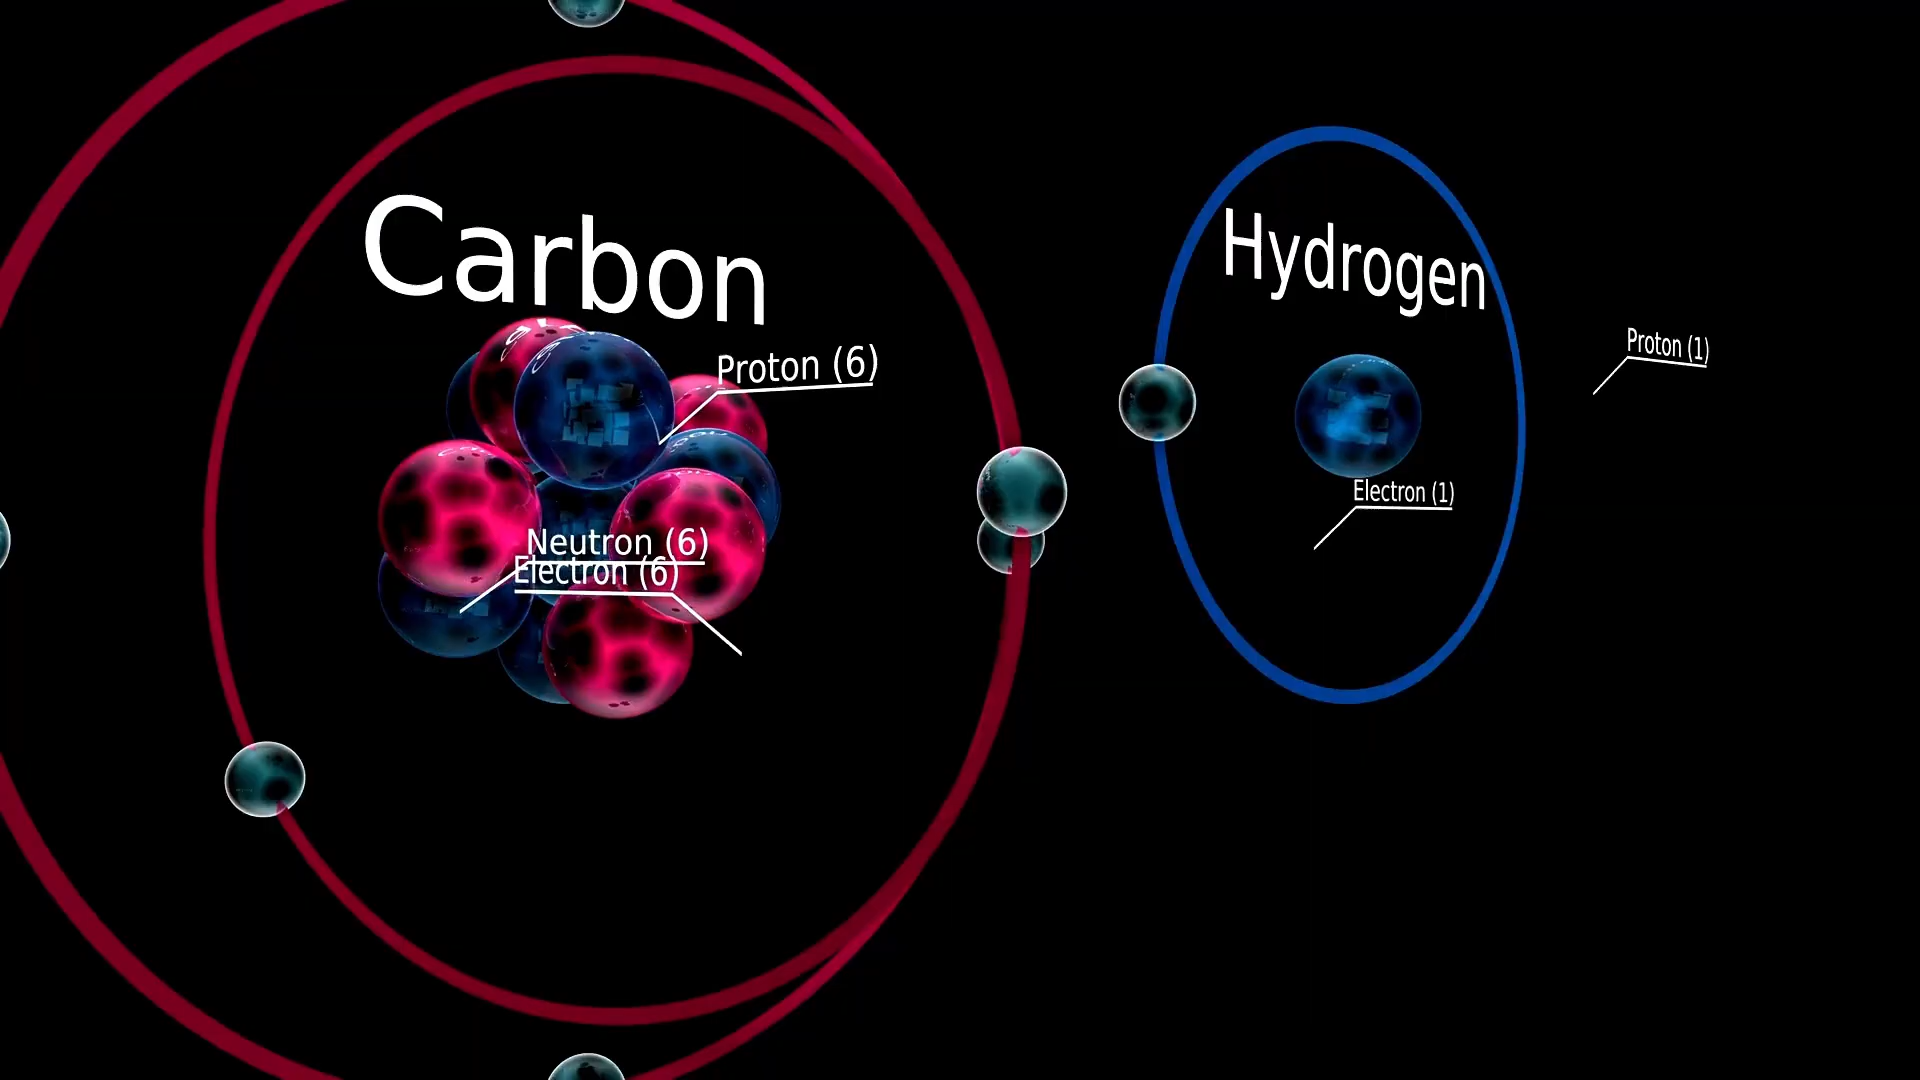 Carbon
Proton (6)
Neutron (6)
Electron (6)
Hydrogen
Proton (1)
Electron (1)